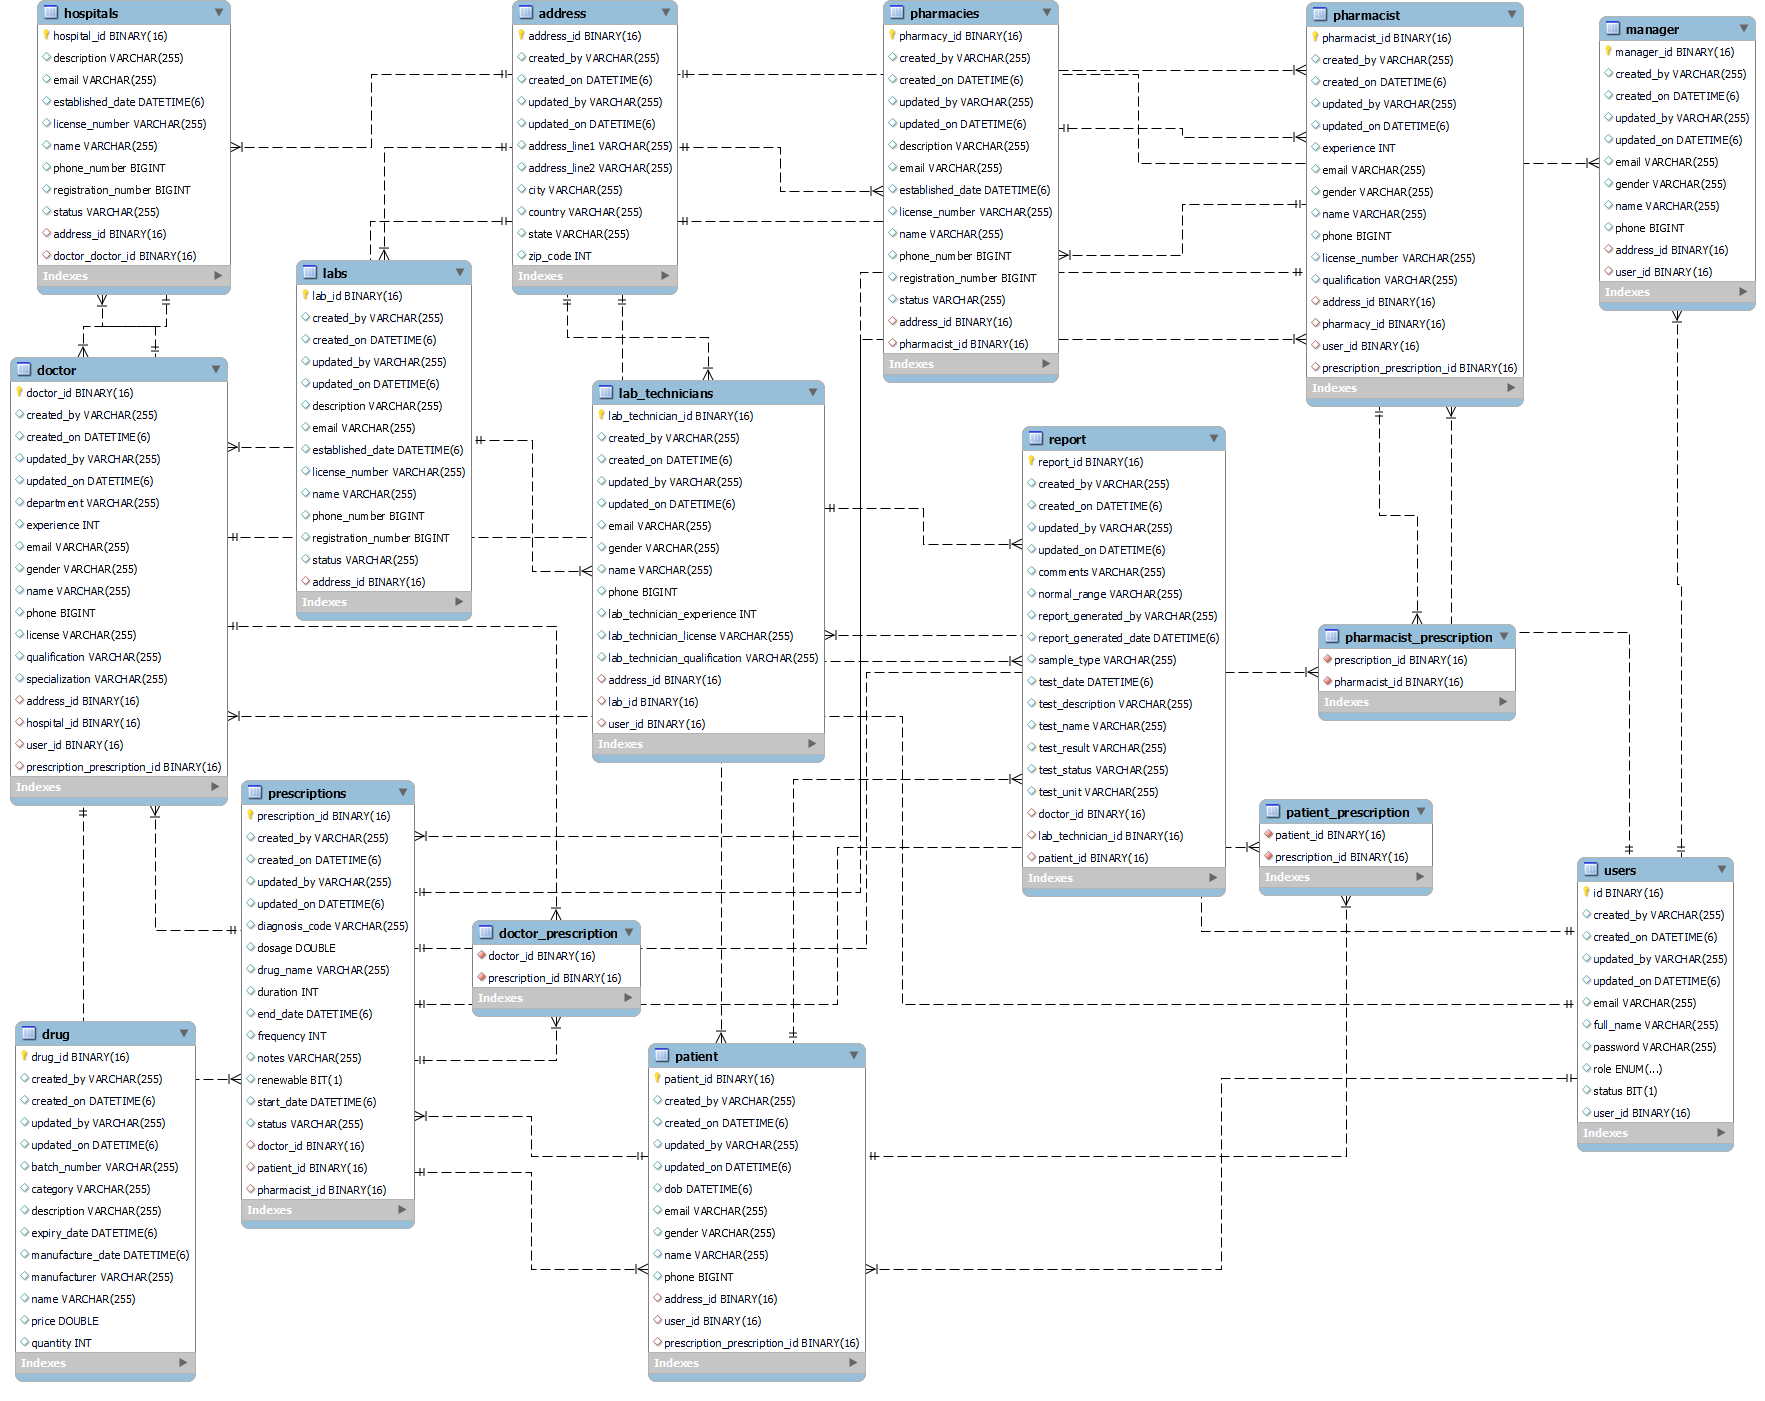 hospitals
hospital_id BINARY(16)
description VARCHAR(255)
email VARCHAR(255)
established_date DATETIME(6)
license_number VARCHAR(255)
name VARCHAR(255)
phone_number BIGINT
registration_number BIGINT
status VARCHAR(255)
address_id BINARY(16)
doctor_doctor_id BINARY(16)
Indexes
address
address_id BINARY(16)
created_by VARCHAR(255)
created_on DATETIME(6)
updated_by VARCHAR(255)
updated_on DATETIME(6)
address_line1 VARCHAR(255)
address_line2 VARCHAR(255)
city VARCHAR(255)
country VARCHAR(255)
state VARCHAR(255)
zip_code INT
Indexes
pharmacies
pharmacy_id BINARY(16)
created_by VARCHAR(255)
created_on DATETIME(6)
updated_by VARCHAR(255)
updated_on DATETIME(6)
description VARCHAR(255)
email VARCHAR(255)
established_date DATETIME(6)
license_number VARCHAR(255)
name VARCHAR(255)
phone_number BIGINT
registration_number BIGINT
status VARCHAR(255)
address_id BINARY(16)
pharmacist_id BINARY(16)
Indexes
pharmacist
pharmacist_id BINARY(16)
created_by VARCHAR(255)
created_on DATETIME(6)
updated_by VARCHAR(255)
updated_on DATETIME(6)
experience INT
email VARCHAR(255)
gender VARCHAR(255)
name VARCHAR(255)
phone BIGINT
license_number VARCHAR(255)
qualification VARCHAR(255)
address_id BINARY(16)
pharmacy_id BINARY(16)
user_id BINARY(16)
prescription_prescription_id BINARY(16)
Indexes
manager
manager_id BINARY(16)
created_by VARCHAR(255)
created_on DATETIME(6)
updated_by VARCHAR(255)
updated_on DATETIME(6)
email VARCHAR(255)
gender VARCHAR(255)
name VARCHAR(255)
phone BIGINT
address_id BINARY(16)
user_id BINARY(16)
Indexes
labs
lab_id BINARY(16)
created_by VARCHAR(255)
created_on DATETIME(6)
updated_by VARCHAR(255)
updated_on DATETIME(6)
description VARCHAR(255)
email VARCHAR(255)
established_date DATETIME(6)
license_number VARCHAR(255)
name VARCHAR(255)
phone_number BIGINT
registration_number BIGINT
status VARCHAR(255)
address_id BINARY(16)
Indexes
doctor
doctor_id BINARY(16)
created_by VARCHAR(255)
created_on DATETIME(6)
updated_by VARCHAR(255)
updated_on DATETIME(6)
department VARCHAR(255)
experience INT
email VARCHAR(255)
gender VARCHAR(255)
name VARCHAR(255)
phone BIGINT
license VARCHAR(255)
qualification VARCHAR(255)
specialization VARCHAR(255)
address_id BINARY(16)
hospital_id BINARY(16)
user_id BINARY(16)
prescription_prescription_id BINARY(16)
Indexes
lab_technicians
lab_technician_id BINARY(16)
created_by VARCHAR(255)
created_on DATETIME(6)
updated_by VARCHAR(255)
updated_on DATETIME(6)
email VARCHAR(255)
gender VARCHAR(255)
name VARCHAR(255)
phone BIGINT
lab_technician_experience INT
lab_technician_license VARCHAR(255)
lab_technician_qualification VARCHAR(255)
address_id BINARY(16)
lab_id BINARY(16)
user_id BINARY(16)
Indexes
report
report_id BINARY(16)
created_by VARCHAR(255)
created_on DATETIME(6)
updated_by VARCHAR(255)
updated_on DATETIME(6)
comments VARCHAR(255)
normal_range VARCHAR(255)
report_generated_by VARCHAR(255)
report_generated_date DATETIME(6)
sample_type VARCHAR(255)
test_date DATETIME(6)
test_description VARCHAR(255)
test_name VARCHAR(255)
test_result VARCHAR(255)
test_status VARCHAR(255)
test_unit VARCHAR(255)
doctor_id BINARY(16)
lab_technician_id BINARY(16)
patient_id BINARY(16)
Indexes
pharmacist_prescription
prescription_id BINARY(16)
pharmacist_id BINARY(16)
Indexes
prescriptions
prescription_id BINARY(16)
created_by VARCHAR(255)
created_on DATETIME(6)
updated_by VARCHAR(255)
updated_on DATETIME(6)
diagnosis_code VARCHAR(255)
dosage DOUBLE
drug_name VARCHAR(255)
duration INT
end_date DATETIME(6)
frequency INT
notes VARCHAR(255)
renewable BIT(1)
start_date DATETIME(6)
status VARCHAR(255)
doctor_id BINARY(16)
patient_id BINARY(16)
pharmacist_id BINARY(16)
Indexes
patient_prescription
patient_id BINARY(16)
prescription_id BINARY(16)
Indexes
users
id BINARY(16)
created_by VARCHAR(255)
created_on DATETIME(6)
updated_by VARCHAR(255)
updated_on DATETIME(6)
email VARCHAR(255)
full_name VARCHAR(255)
password VARCHAR(255)
role ENUM(...)
status BIT(1)
user_id BINARY(16)
Indexes
doctor_prescription
doctor_id BINARY(16)
prescription_id BINARY(16)
Indexes
drug
drug_id BINARY(16)
created_by VARCHAR(255)
created_on DATETIME(6)
updated_by VARCHAR(255)
updated_on DATETIME(6)
batch_number VARCHAR(255)
category VARCHAR(255)
description VARCHAR(255)
expiry_date DATETIME(6)
manufacture_date DATETIME(6)
manufacturer VARCHAR(255)
name VARCHAR(255)
price DOUBLE
quantity INT
Indexes
patient
patient_id BINARY(16)
created_by VARCHAR(255)
created_on DATETIME(6)
updated_by VARCHAR(255)
updated_on DATETIME(6)
dob DATETIME(6)
email VARCHAR(255)
gender VARCHAR(255)
name VARCHAR(255)
phone BIGINT
address_id BINARY(16)
user_id BINARY(16)
prescription_prescription_id BINARY(16)
Indexes